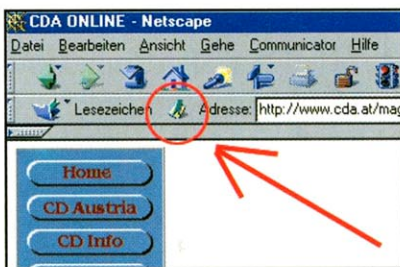 CDA ONLINE - Netscape
Datei Bearbeiten Ansicht Gehe Communicator Hilfe
Lesezeichen Adresse: http://www.cda.at/mag
Home
CD Austria
CD Info